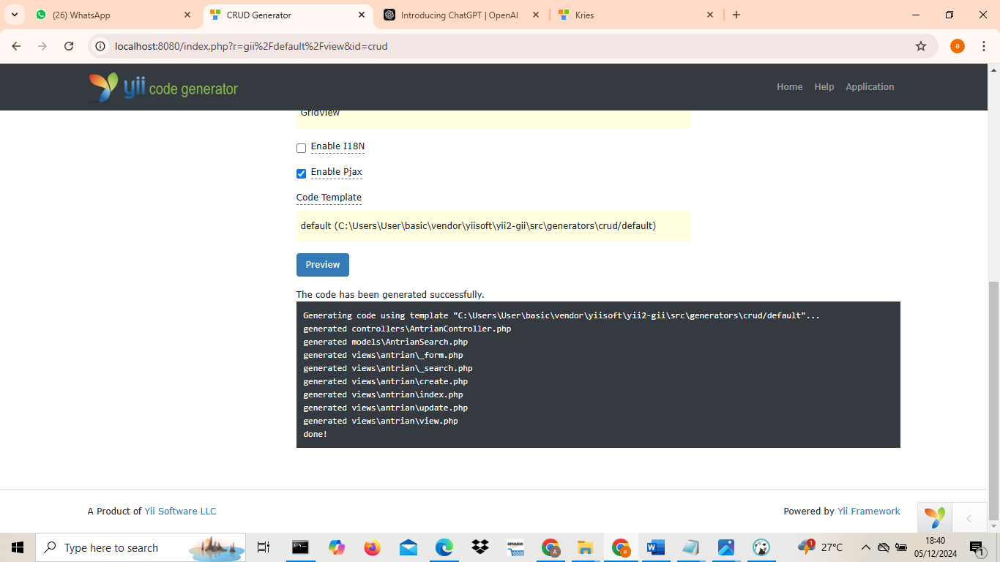 (26) WhatsApp
CRUD Generator
Introducing ChatGPT | OpenAI
Kries
localhost:8080/index.php?r=gii%2Fdefault%2Fview&id=crud
a
yii code generator
Home Help Application
GridView
Enable I18N
Enable Pjax
Code Template
default (C:\Users\User\basic\vendor\yiisoft\yii2-gii\src\generators\crud/default)
Preview
The code has been generated successfully.
Generating code using template "C:\Users\User\basic\vendor\yiisoft\yii2-gii\src\generators\crud/default"...
generated controllers\AntrianController.php
generated models\AntrianSearch.php
generated views\antrian\_form.php
generated views\antrian\_search.php
generated views\antrian\create.php
generated views\antrian\index.php
generated views\antrian\update.php
generated views\antrian\view.php
done!
A Product of Yii Software LLC
Powered by Yii Framework
Type here to search
amazon
A
a
W
1
27°C
18:40
05/12/2024
1